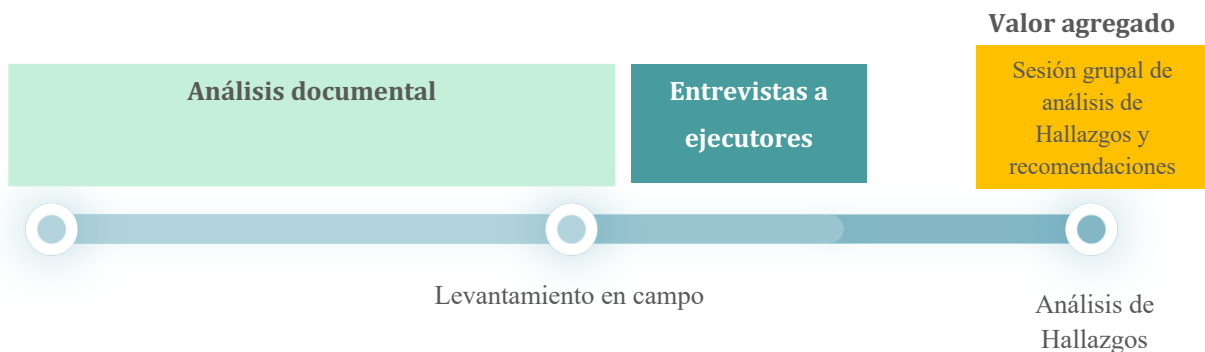 Valor agregado
Análisis documental
Entrevistas a
ejecutores
Sesión grupal de
análisis de
Hallazgos y
recomendaciones
Levantamiento en campo
Análisis de
Hallazgos